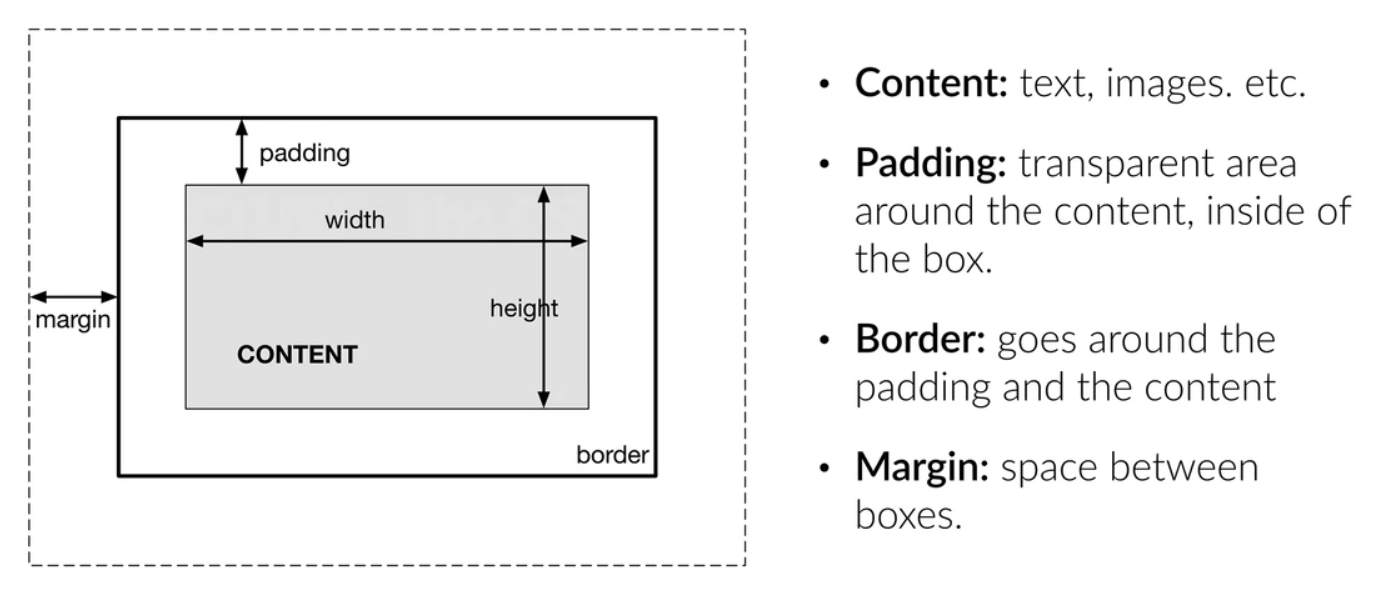 padding
width
height
margin
CONTENT
border
• Content: text, images. etc.
• Padding: transparent area
around the content, inside of
the box.
• Border: goes around the
padding and the content
• Margin: space between
boxes.